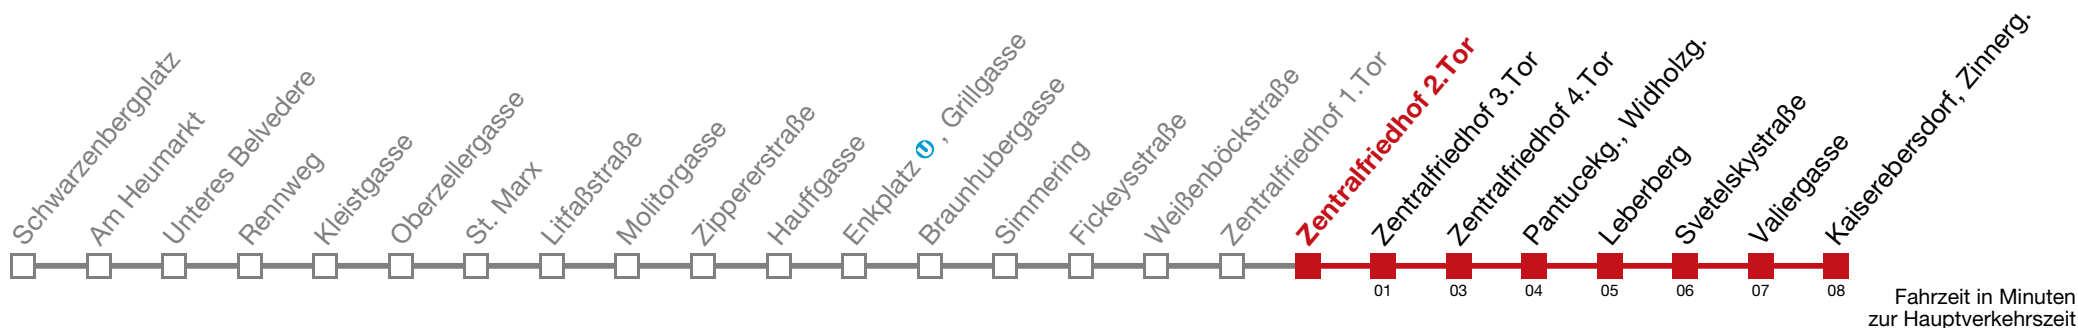 Schwarzenbergplatz
Am Heumarkt
Unteres Belvedere
Rennweg
Kleistgasse
Oberzellergasse
St. Marx
Litfaßstraße
Molitorgasse
Zippererstraße
Hauffgasse
Enkplatz U, Grillgasse
Braunhubergasse
Simmering
Fickeysstraße
Weißenböckstraße
Zentralfriedhof 1.Tor
Zentralfriedhof 2.Tor
Zentralfriedhof 3.Tor
Zentralfriedhof 4.Tor
Pantucekg., Widholzg.
Leberberg
Svetelskystraße
Valiergasse
Kaiserebersdorf, Zinnerg.
01 03 04 05 06 07 08
Fahrzeit in Minuten
zur Hauptverkehrszeit